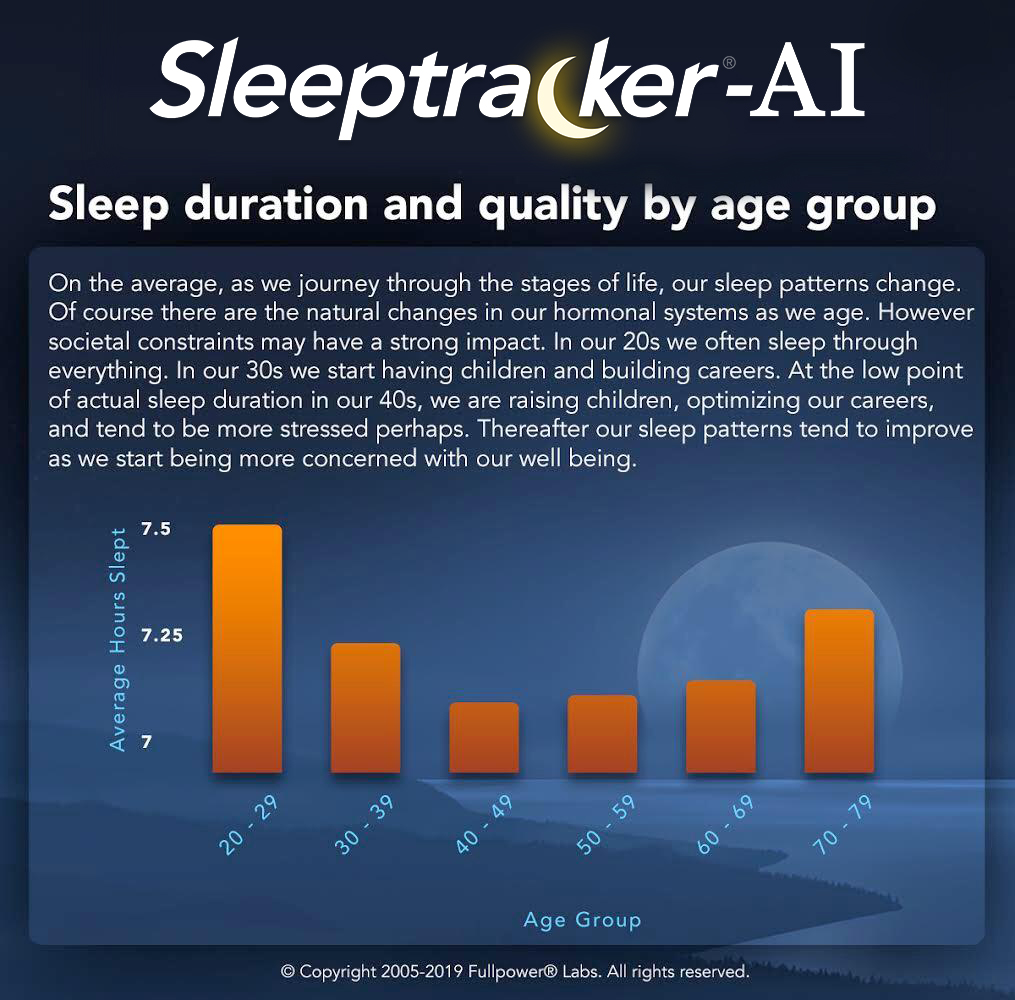 Sleeptracker®-AI
Sleep duration and quality by age group
On the average, as we journey through the stages of life, our sleep patterns change.
Of course there are the natural changes in our hormonal systems as we age. However
societal constraints may have a strong impact. In our 20s we often sleep through
everything. In our 30s we start having children and building careers. At the low point
of actual sleep duration in our 40s, we are raising children, optimizing our careers,
and tend to be more stressed perhaps. Thereafter our sleep patterns tend to improve
as we start being more concerned with our well being.
Average Hours Slept
7.5
7.25
7
20 - 29
30 - 39
40 - 49
50 - 59
60 - 69
70 - 79
Age Group
© Copyright 2005-2019 Fullpower® Labs. All rights reserved.